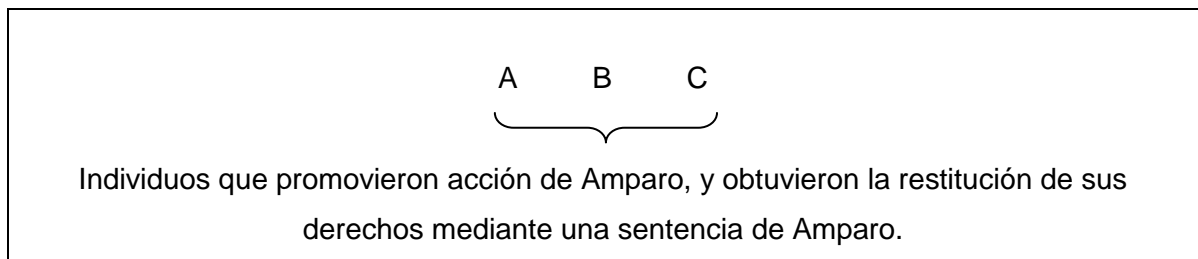 A B C
Individuos que promovieron acción de Amparo, y obtuvieron la restitución de sus
derechos mediante una sentencia de Amparo.